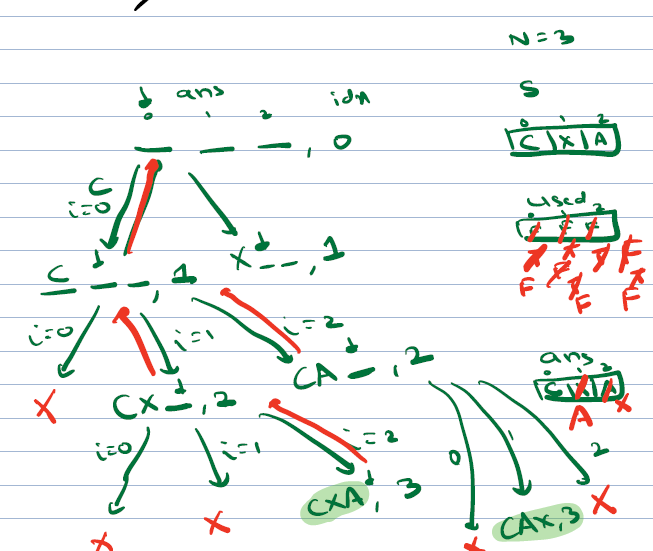 N = 3
S
ans idx
0 1 2
_ _ _ , 0
0 1 2
C | X | A
C
i=0
used
0 1 2
F F F
C _ _ , 1
X _ _ , 1
F
F F F
i=0
i=1
i=2
CA _ , 2
ans
0 1 2
C | X | A
A X
X
CX _ , 2
i=0
i=1
i=2
0 1 2
CXA , 3
X
X
X
CAX, 3
X